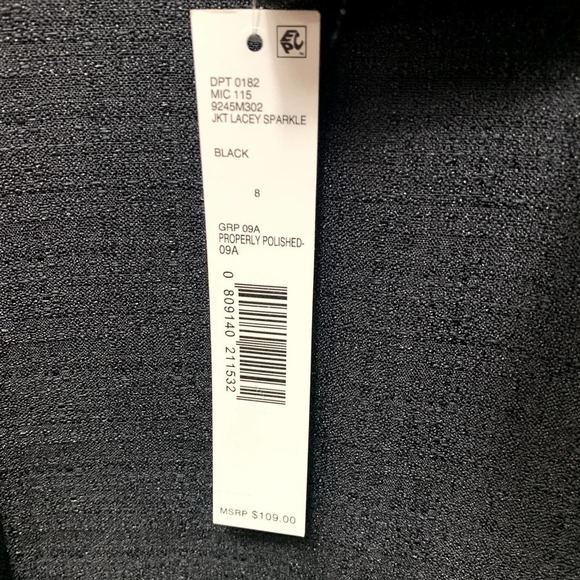 EPC
DPT 0182
MIC 115
9245M302
JKT LACEY SPARKLE
BLACK
8
GRP 09A
PROPERLY POLISHED-
09A
0 809140 211532
MSRP $109.00